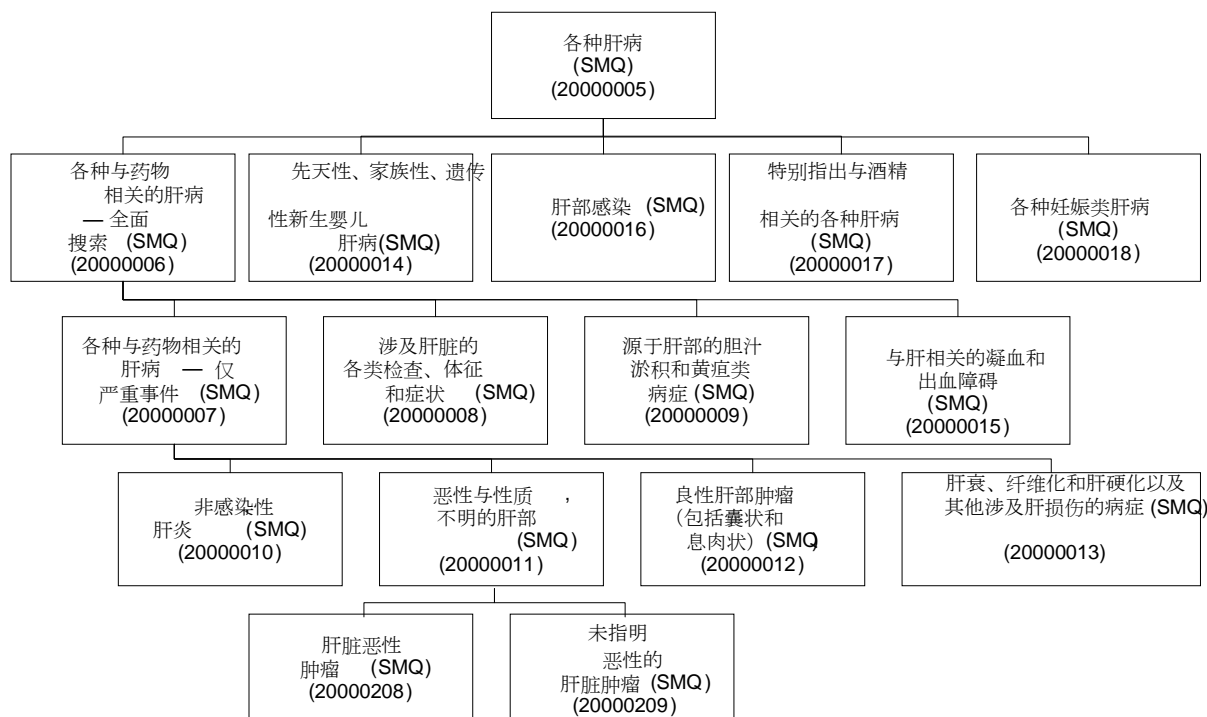 各种肝病
(SMQ)
(20000005)
各种与药物
相关的肝病
— 全面
搜索 (SMQ)
(20000006)
先天性、家族性、遗传
性新生婴儿
肝病(SMQ)
(20000014)
肝部感染 (SMQ)
(20000016)
特别指出与酒精
相关的各种肝病
(SMQ)
(20000017)
各种妊娠类肝病
(SMQ)
(20000018)
各种与药物相关的
肝病 — 仅
严重事件 (SMQ)
(20000007)
涉及肝脏的
各类检查、体征
和症状 (SMQ)
(20000008)
源于肝部的胆汁
淤积和黄疸类
病症(SMQ)
(20000009)
与肝相关的凝血和
出血障碍
(SMQ)
(20000015)
非感染性
肝炎 (SMQ)
(20000010)
恶性与性质 ,
不明的肝部
(SMQ)
(20000011)
良性肝部肿瘤
（包括囊状和
息肉状）(SMQ)
(20000012)
肝衰、纤维化和肝硬化以及
其他涉及肝损伤的病症 (SMQ)
(20000013)
肝脏恶性
肿瘤 (SMQ)
(20000208)
未指明
恶性的
肝脏肿瘤 (SMQ)
(20000209)